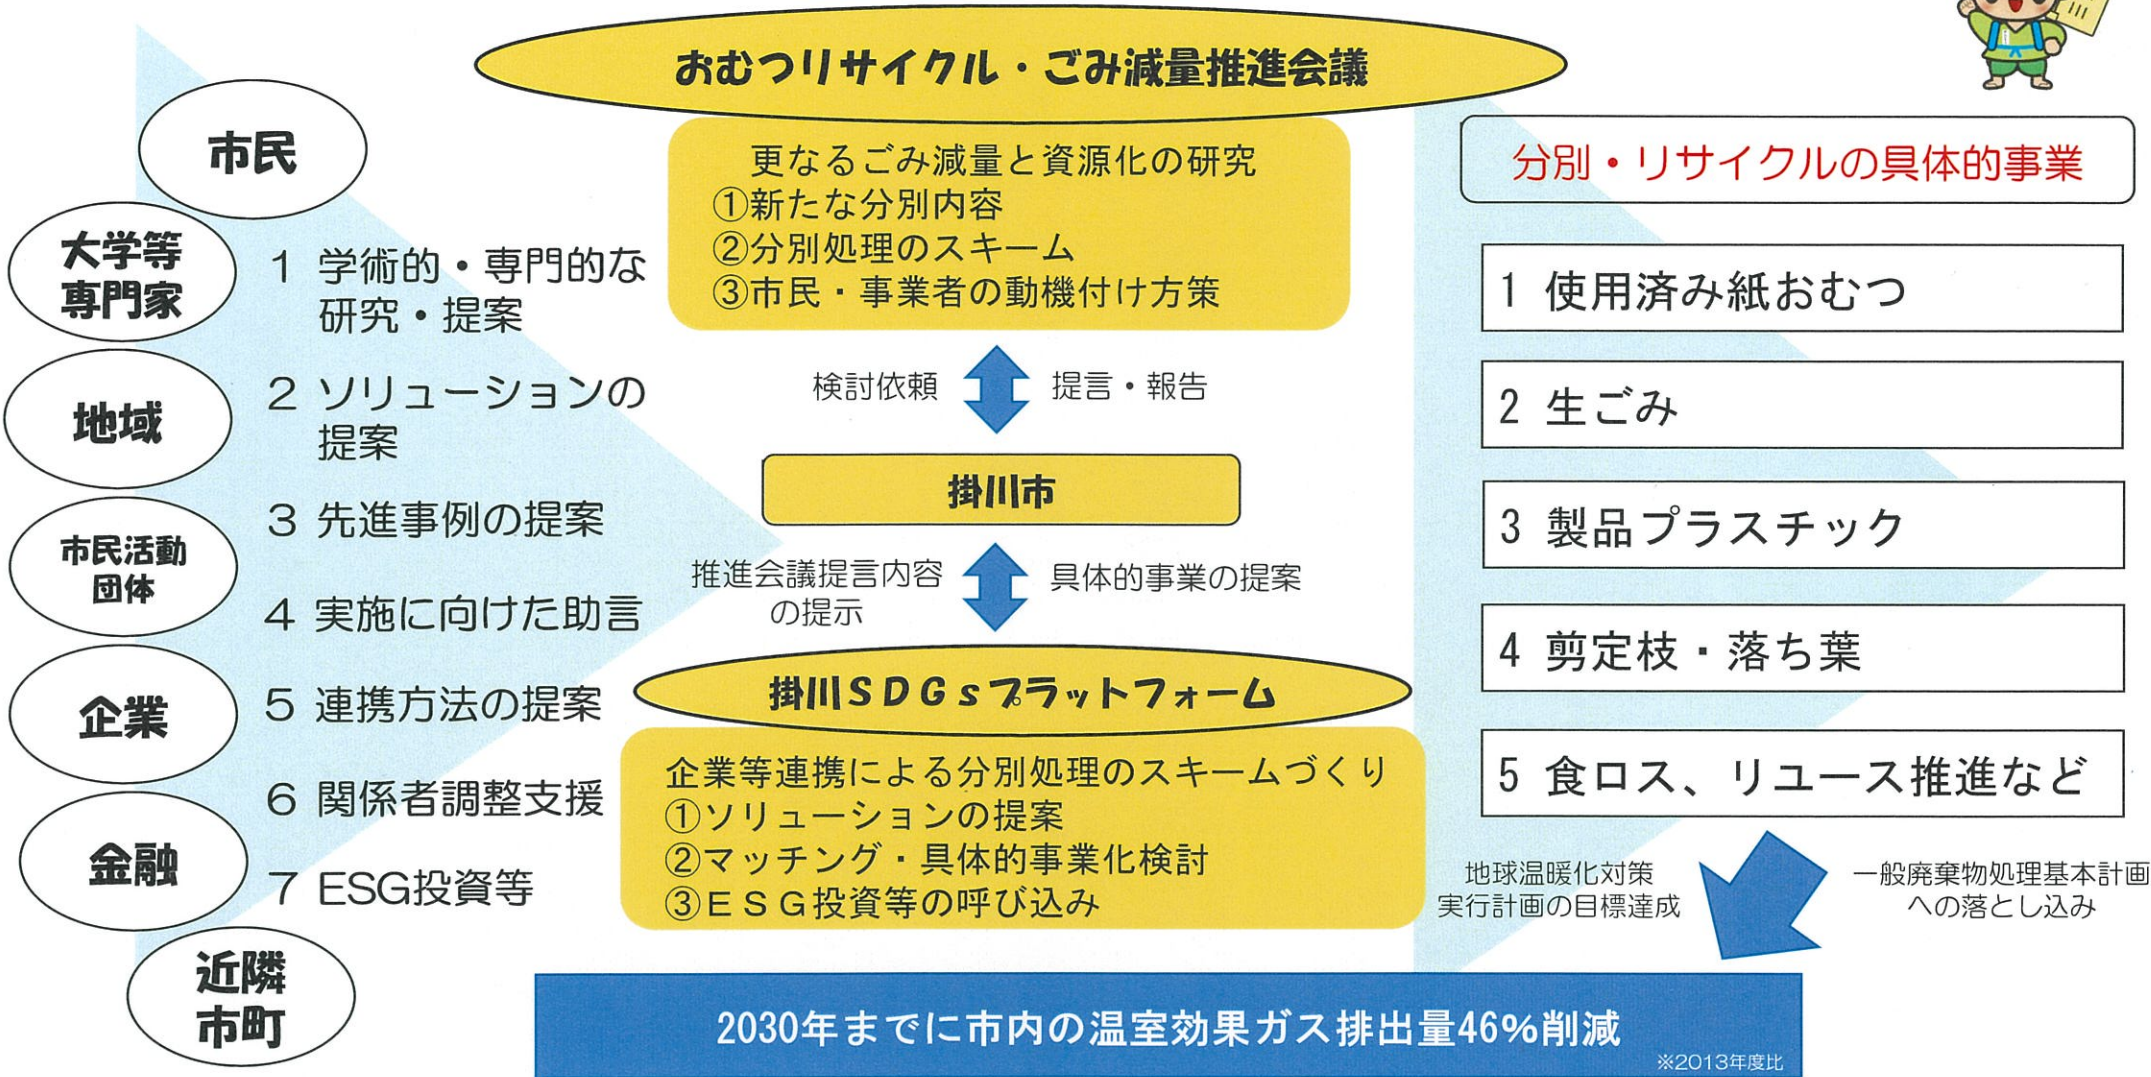 おむつリサイクル・ごみ減量推進会議
市民
大学等
専門家
地域
市民活動
団体
企業
金融
近隣
市町
1 学術的・専門的な
研究・提案
2 ソリューションの
提案
3 先進事例の提案
4 実施に向けた助言
5 連携方法の提案
6 関係者調整支援
7 ESG投資等
更なるごみ減量と資源化の研究
①新たな分別内容
②分別処理のスキーム
③市民・事業者の動機付け方策
検討依頼
提言・報告
掛川市
推進会議提言内容
の提示
具体的事業の提案
掛川SDGsプラットフォーム
企業等連携による分別処理のスキームづくり
①ソリューションの提案
②マッチング・具体的事業化検討
③ESG投資等の呼び込み
分別・リサイクルの具体的事業
1 使用済み紙おむつ
2 生ごみ
3 製品プラスチック
4 剪定枝・落ち葉
5 食ロス、リユース推進など
地球温暖化対策
実行計画の目標達成
一般廃棄物処理基本計画
への落とし込み
2030年までに市内の温室効果ガス排出量46%削減
※2013年度比